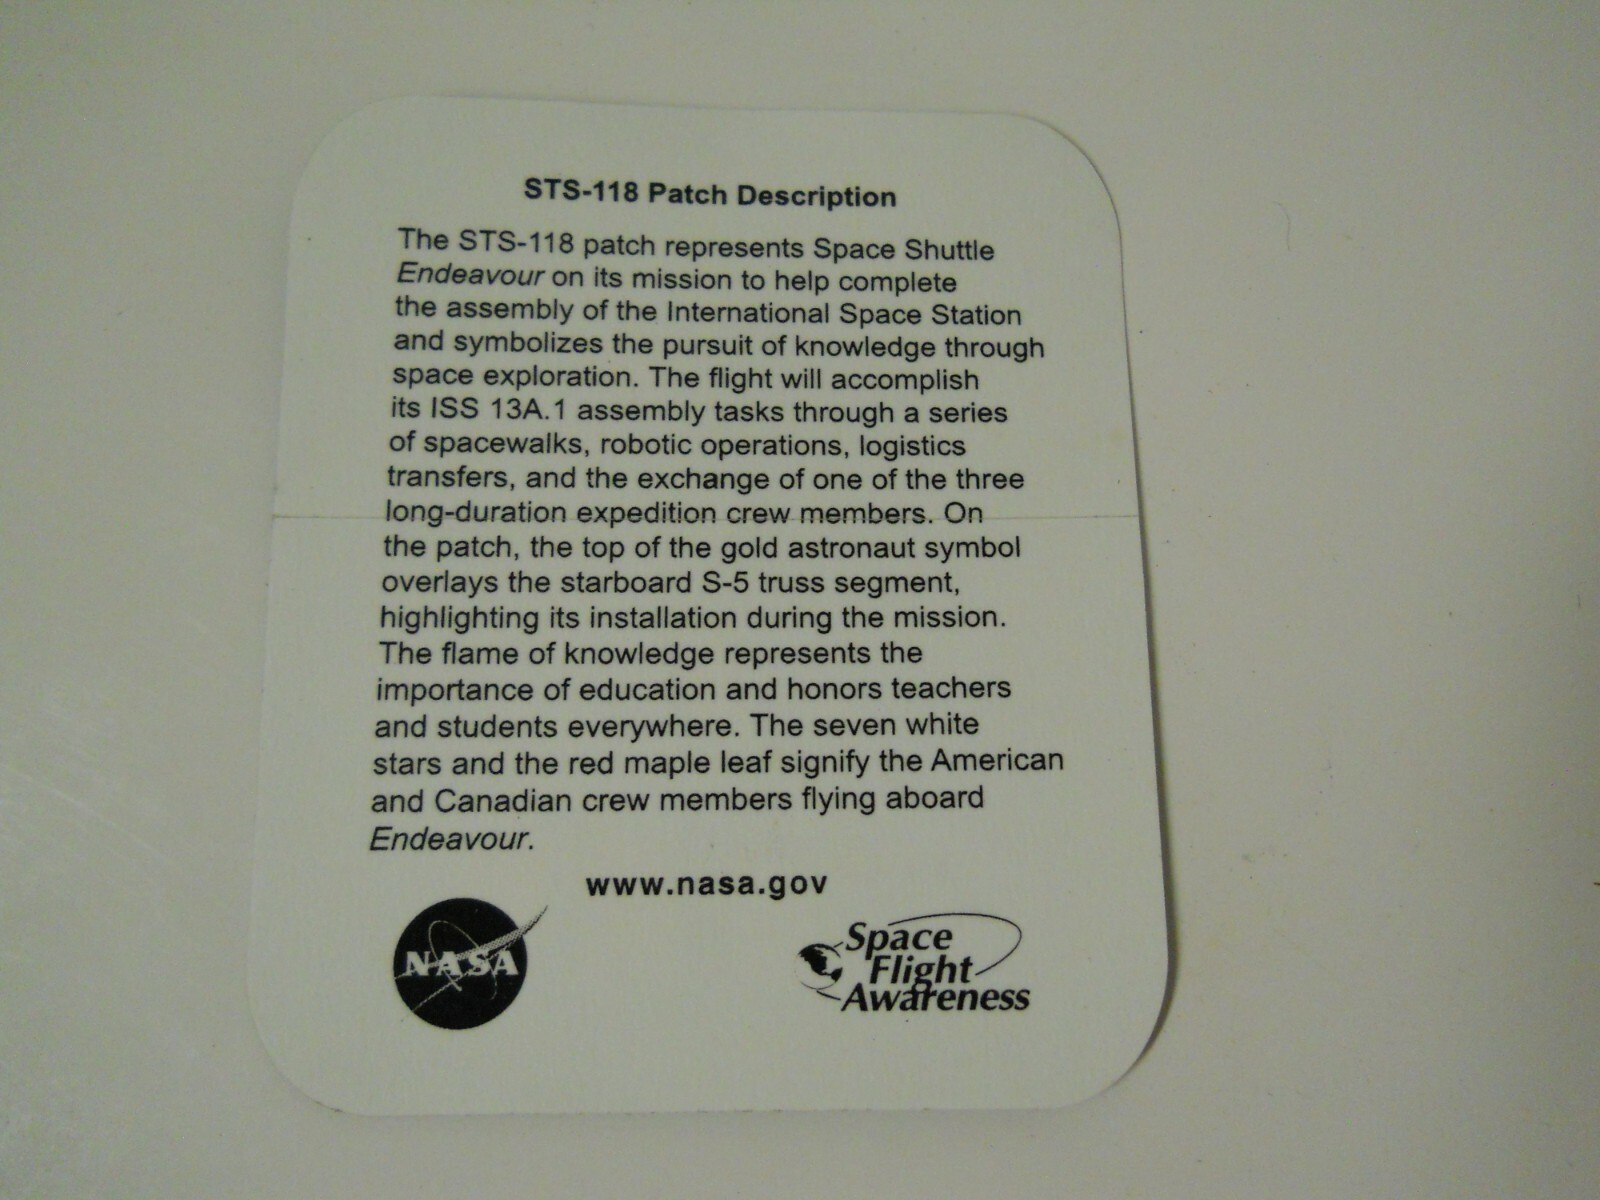 STS-118 Patch Description
The STS-118 patch represents Space Shuttle
Endeavour on its mission to help complete
the assembly of the International Space Station
and symbolizes the pursuit of knowledge through
space exploration. The flight will accomplish
its ISS 13A.1 assembly tasks through a series
of spacewalks, robotic operations, logistics
transfers, and the exchange of one of the three
long-duration expedition crew members. On
the patch, the top of the gold astronaut symbol
overlays the starboard S-5 truss segment,
highlighting its installation during the mission.
The flame of knowledge represents the
importance of education and honors teachers
and students everywhere. The seven white
stars and the red maple leaf signify the American
and Canadian crew members flying aboard
Endeavour.
www.nasa.gov
NASA
Space
Flight
Awareness